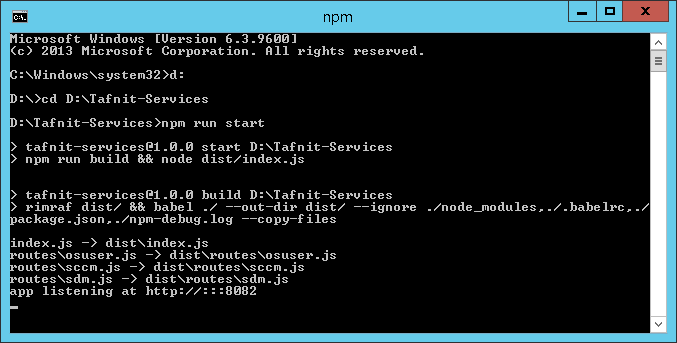 npm
Microsoft Windows [Version 6.3.9600]
(c) 2013 Microsoft Corporation. All rights reserved.
C:\Windows\system32>d:
D:\>cd D:\Tafnit-Services
D:\Tafnit-Services>npm run start
> tafnit-services@1.0.0 start D:\Tafnit-Services
> npm run build && node dist/index.js
> tafnit-services@1.0.0 build D:\Tafnit-Services
> rimraf dist/ && babel ./ --out-dir dist/ --ignore ./node_modules,./.babelrc,./
package.json,./npm-debug.log --copy-files
index.js -> dist\index.js
routes\osuser.js -> dist\routes\osuser.js
routes\sccm.js -> dist\routes\sccm.js
routes\sdm.js -> dist\routes\sdm.js
app listening at http://:::8082